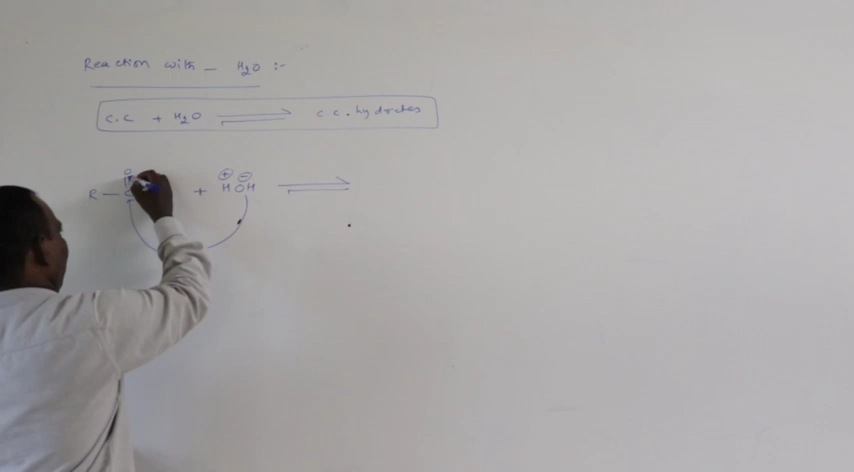 Reaction with — H2O :-
C.C + H2O ⇌ C.C. hydrates
O
⊕ ⊖
R — C + H OH ⇌